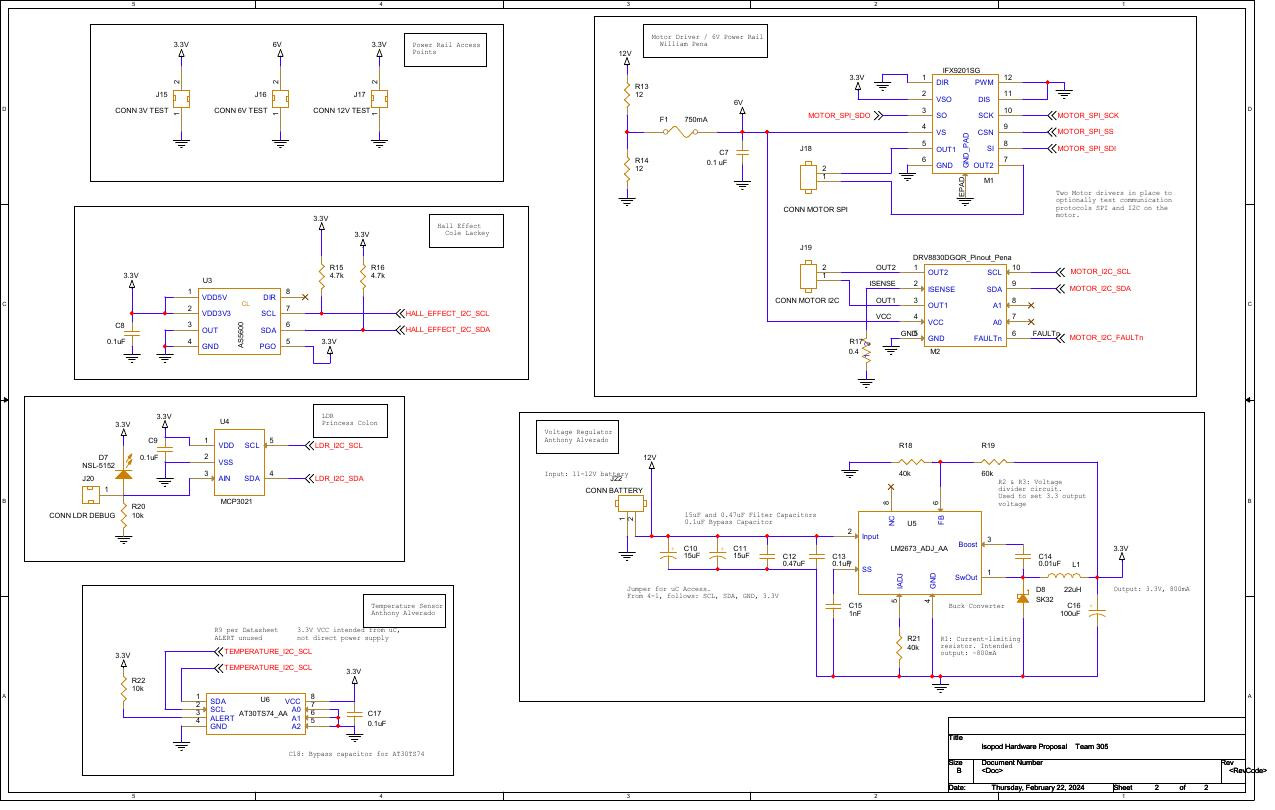 5
4
3
2
1
D
C
B
A
Power Rail Access
Points
3.3V
6V
3.3V
2
2
2
J15
J16
J17
CONN 3V TEST
CONN 6V TEST
CONN 12V TEST
1
1
1
Hall Effect
Cole Lackey
3.3V
3.3V
3.3V
R15
4.7k
R16
4.7k
U3
1 VDD5V DIR 8
CL
2 VDD3V3 SCL 7
3 OUT SDA 6
4 GND PGO 5
AS5600
C8
0.1uF
3.3V
HALL_EFFECT_I2C_SCL
HALL_EFFECT_I2C_SDA
LDR
Princess Colon
3.3V
3.3V
U4
C9
0.1uF
1 VDD SCL 5
2 VSS
3 AIN SDA 4
MCP3021
LDR_I2C_SCL
LDR_I2C_SDA
D7
NSL-5152
J20
1
CONN LDR DEBUG
R20
10k
Temperature Sensor
Anthony Alverado
R9 per Datasheet
ALERT unused
3.3V VCC intended from uC,
not direct power supply
TEMPERATURE_I2C_SCL
TEMPERATURE_I2C_SCL
3.3V
R22
10k
3.3V
U6
1 SDA VCC 8
2 SCL A0 7
3 ALERT A1 6
4 GND A2 5
AT30TS74_AA
C17
0.1uF
C18: Bypass capacitor for AT30TS74
Motor Driver / 6V Power Rail
William Pena
12V
R13
12
R14
12
F1 750mA
6V
C7
0.1 uF
3.3V
IFX9201SG
1 DIR PWM 12
2 VSO DIS 11
3 SO SCK 10
4 VS CSN 9
5 OUT1 SI 8
6 GND OUT2 7
GND_PAD
EPAD
M1
MOTOR_SPI_SDO
MOTOR_SPI_SCK
MOTOR_SPI_SS
MOTOR_SPI_SDI
J18
2
1
CONN MOTOR SPI
Two Motor drivers in place to
optionally test communication
protocols SPI and I2C on the
motor.
J19
2
1
CONN MOTOR I2C
DRV8830DGQR_Pinout_Pena
OUT2 1 OUT2 SCL 10
ISENSE 2 ISENSE SDA 9
OUT1 3 OUT1 A1 8
VCC 4 VCC A0 7
GND 5 GND FAULTn 6 FAULTn
M2
R17
0.4
MOTOR_I2C_SCL
MOTOR_I2C_SDA
MOTOR_I2C_FAULTn
Voltage Regulator
Anthony Alverado
12V
Input: 11-12V battery
J22
CONN BATTERY
1
2
15uF and 0.47uF Filter Capacitors
0.1uF Bypass Capacitor
C10
15uF
C11
15uF
C12
0.47uF
C13
0.1uF
C15
1nF
Jumper for uC Access.
From 4-1, follows: SCL, SDA, GND, 3.3V
R18
40k
R19
60k
R2 & R3: Voltage
divider circuit.
Used to set 3.3 output
voltage
8
6
NC
U5
FB
2 Input
LM2673_ADJ_AA
Boost 3
7 SS
SwOut 1
IADJ
GND
5
4
R21
40k
C14
0.01uF
L1
22uH
3.3V
D8
SK32
C16
100uF
Output: 3.3V, 800mA
Buck Converter
R1: Current-limiting
resistor. Intended
output: ~800mA
Title
Isopod Hardware Proposal Team 305
Size
B
Document Number
<Doc>
Rev
<RevCode>
Date: Thursday, February 22, 2024 Sheet 2 of 2
5
4
3
2
1
D
C
B
A